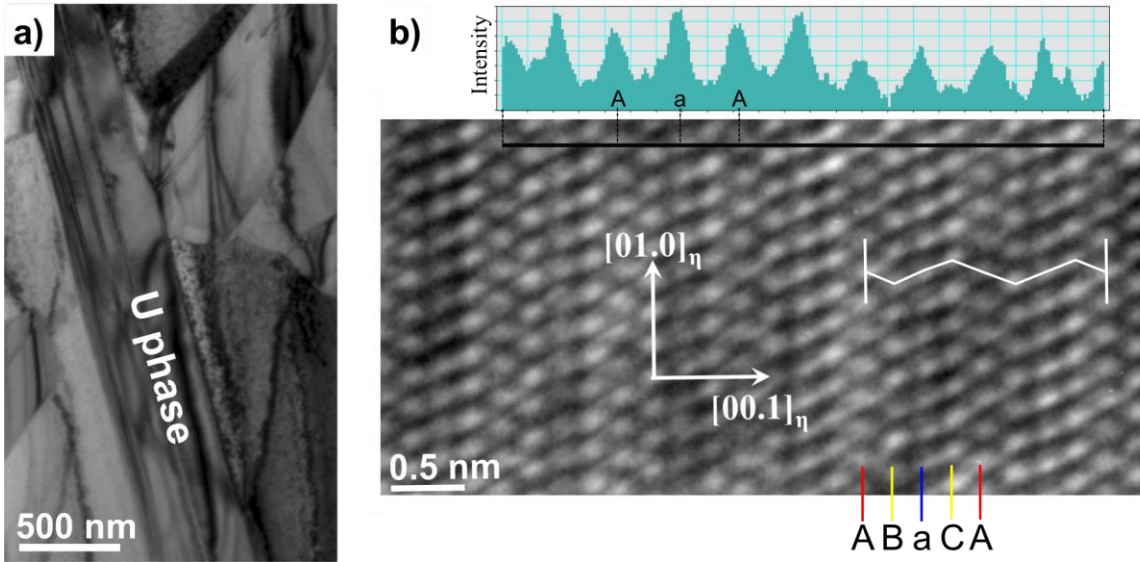 a)
U phase
500 nm
b)
Intensity
A a A
[01.0]η
[00.1]η
0.5 nm
A B a C A